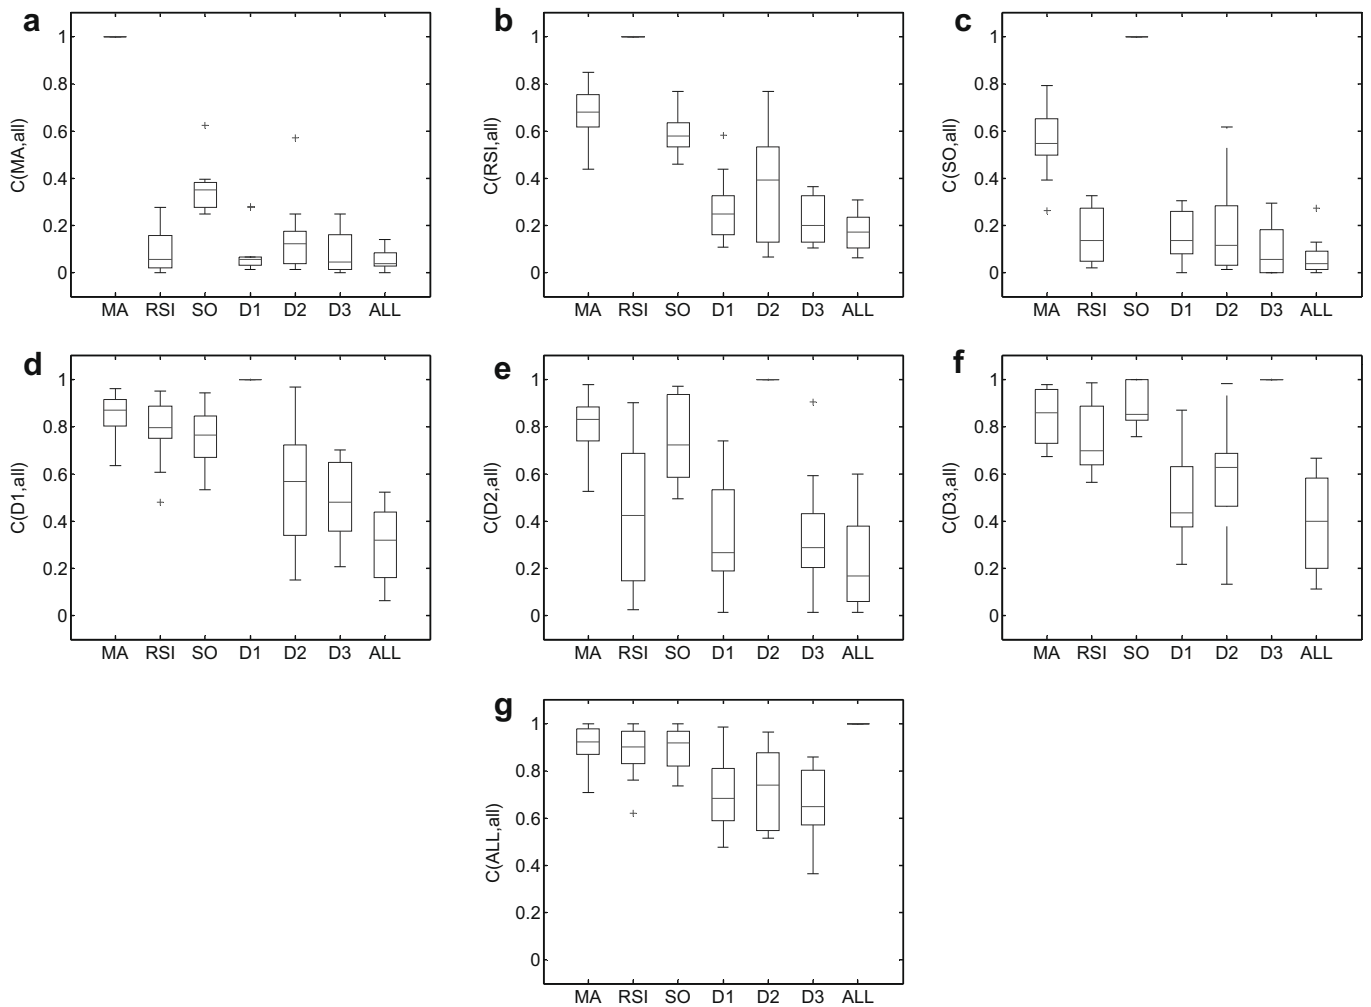 a
C(MA,all)
1
0.8
0.6
0.4
0.2
0
MA RSI SO D1 D2 D3 ALL
b
C(RSI,all)
1
0.8
0.6
0.4
0.2
0
MA RSI SO D1 D2 D3 ALL
c
C(SO,all)
1
0.8
0.6
0.4
0.2
0
MA RSI SO D1 D2 D3 ALL
d
C(D1,all)
1
0.8
0.6
0.4
0.2
0
MA RSI SO D1 D2 D3 ALL
e
C(D2,all)
1
0.8
0.6
0.4
0.2
0
MA RSI SO D1 D2 D3 ALL
f
C(D3,all)
1
0.8
0.6
0.4
0.2
0
MA RSI SO D1 D2 D3 ALL
g
C(ALL,all)
1
0.8
0.6
0.4
0.2
0
MA RSI SO D1 D2 D3 ALL